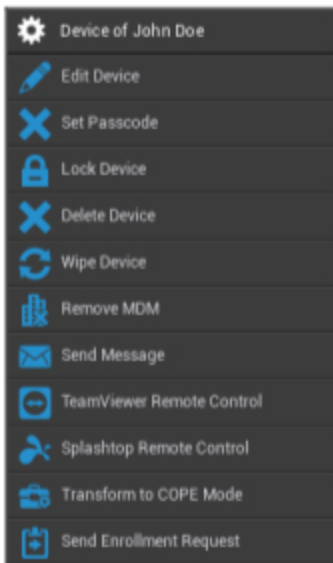 Device of John Doe
Edit Device
Set Passcode
Lock Device
Delete Device
Wipe Device
Remove MDM
Send Message
TeamViewer Remote Control
Splashtop Remote Control
Transform to COPE Mode
Send Enrollment Request